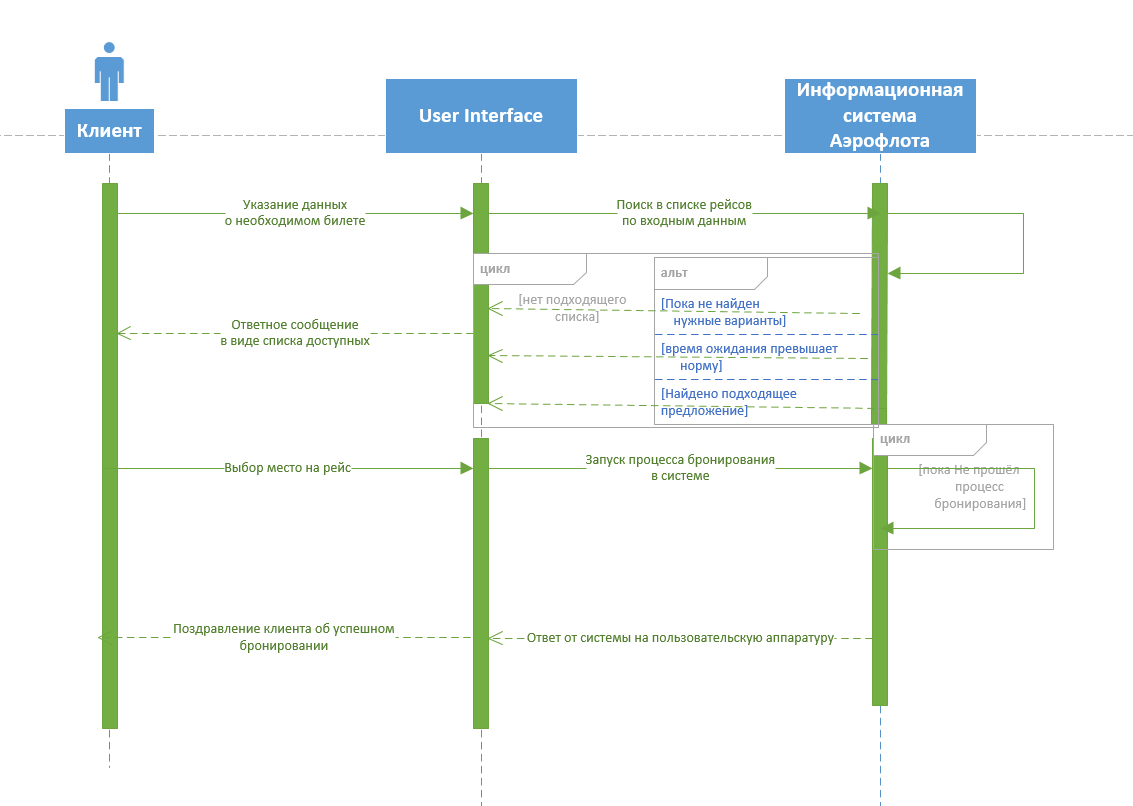 Клиент
User Interface
Информационная
система
Аэрофлота
Указание данных
о необходимом билете
Поиск в списке рейсов
по входным данным
цикл
[нет подходящего
списка]
альт
[Пока не найден
нужные варианты]
[время ожидания превышает
норму]
[Найдено подходящее
предложение]
Ответное сообщение
в виде списка доступных
Выбор место на рейс
Запуск процесса бронирования
в системе
цикл
[пока Не прошёл
процесс
бронирования]
Поздравление клиента об успешном
бронировании
Ответ от системы на пользовательскую аппаратуру